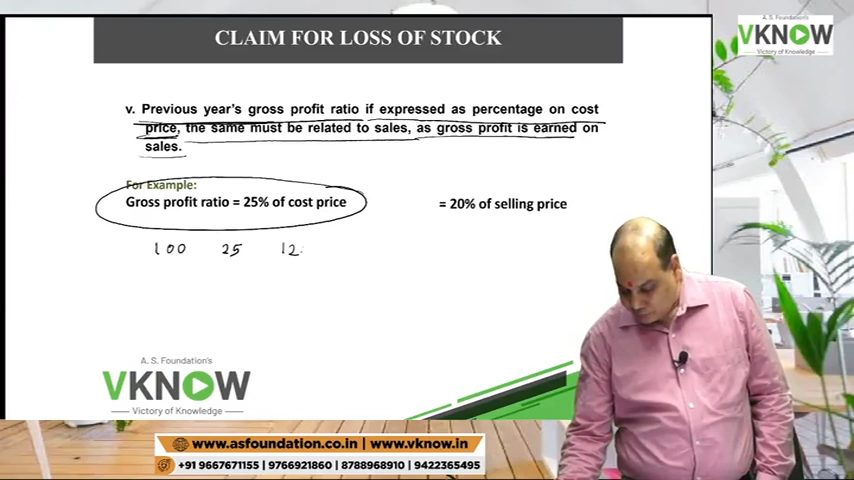 A. S. Foundation's
VKNOW
Victory of Knowledge
CLAIM FOR LOSS OF STOCK
v. Previous year's gross profit ratio if expressed as percentage on cost
price, the same must be related to sales, as gross profit is earned on
sales.
For Example:
Gross profit ratio = 25% of cost price = 20% of selling price
100 25 12
A. S. Foundation's
VKNOW
Victory of Knowledge
www.asfoundation.co.in | www.vknow.in
+91 9667671155 | 9766921860 | 8788968910 | 9422365495